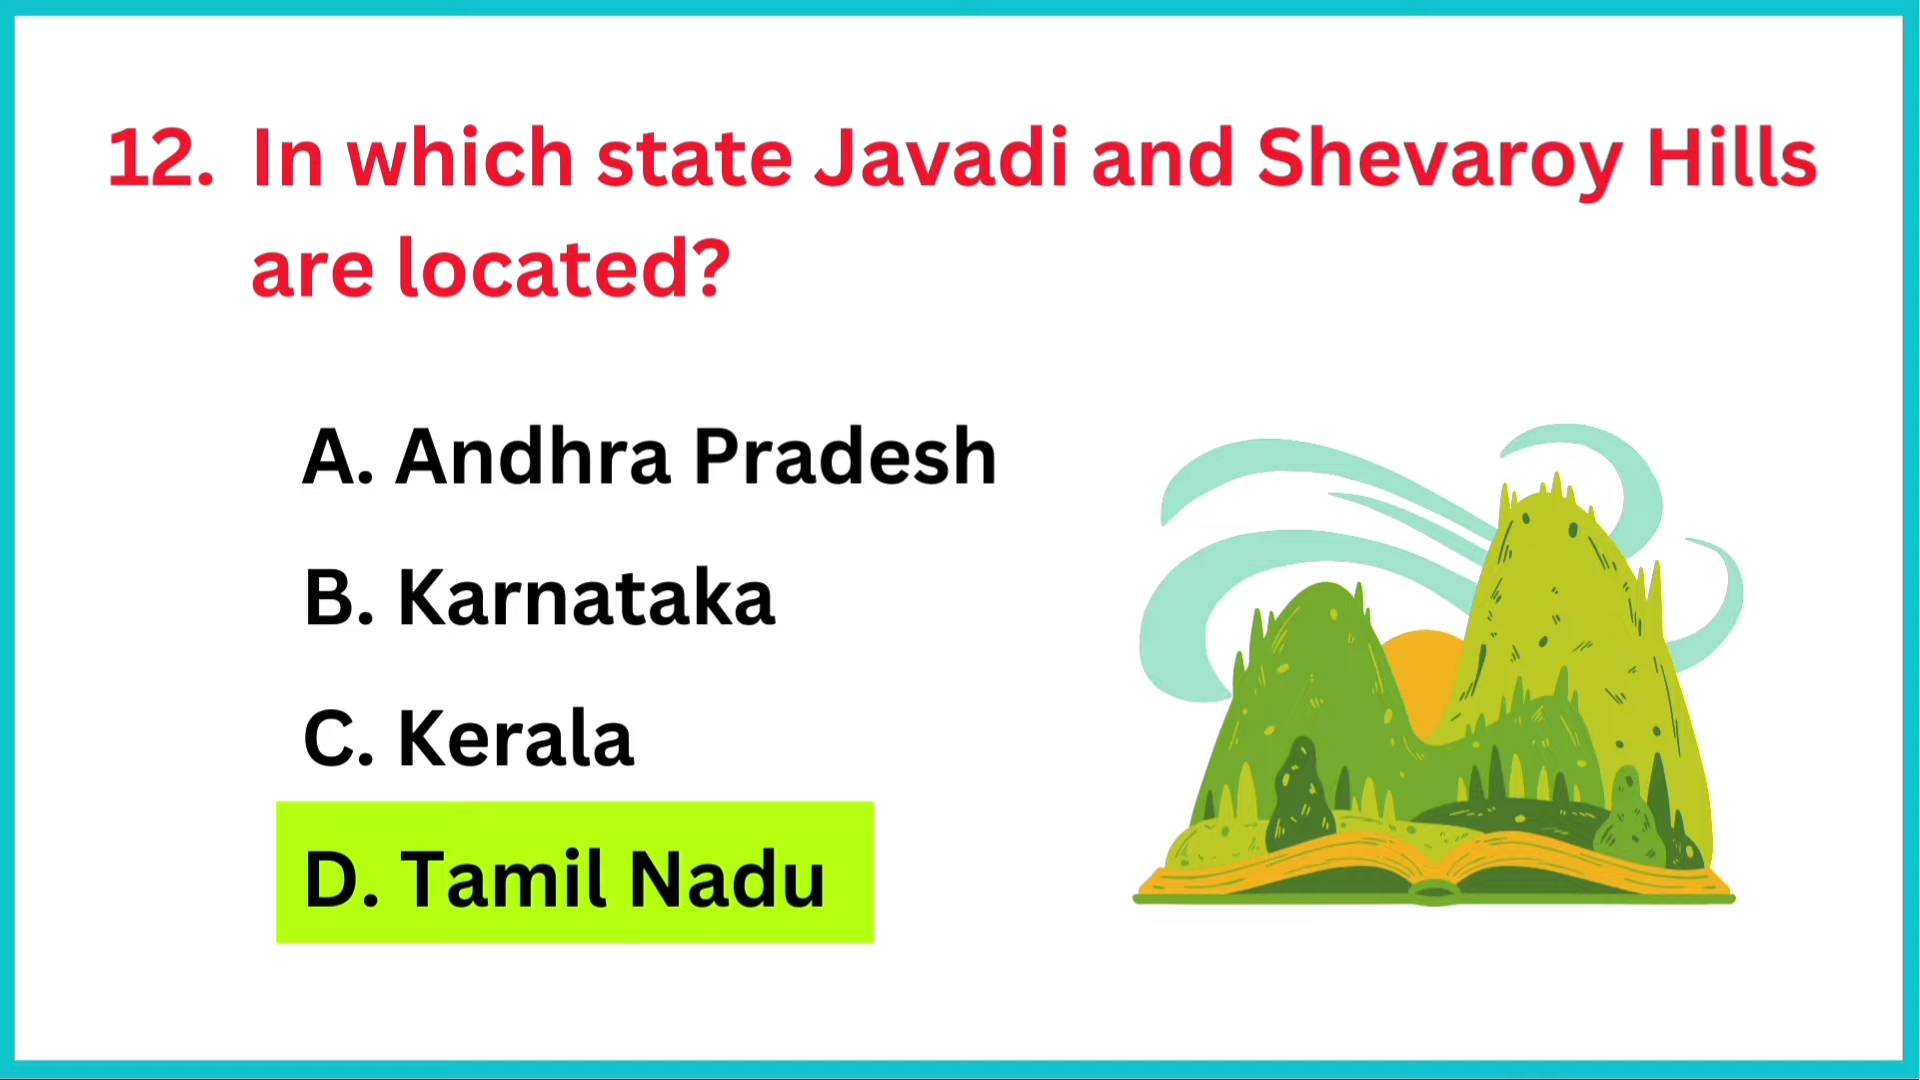 12. In which state Javadi and Shevaroy Hills
are located?
A. Andhra Pradesh
B. Karnataka
C. Kerala
D. Tamil Nadu